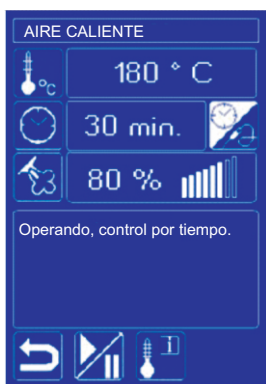 AIRE CALIENTE
°C
180 ° C
30 min.
80 %
Operando, control por tiempo.